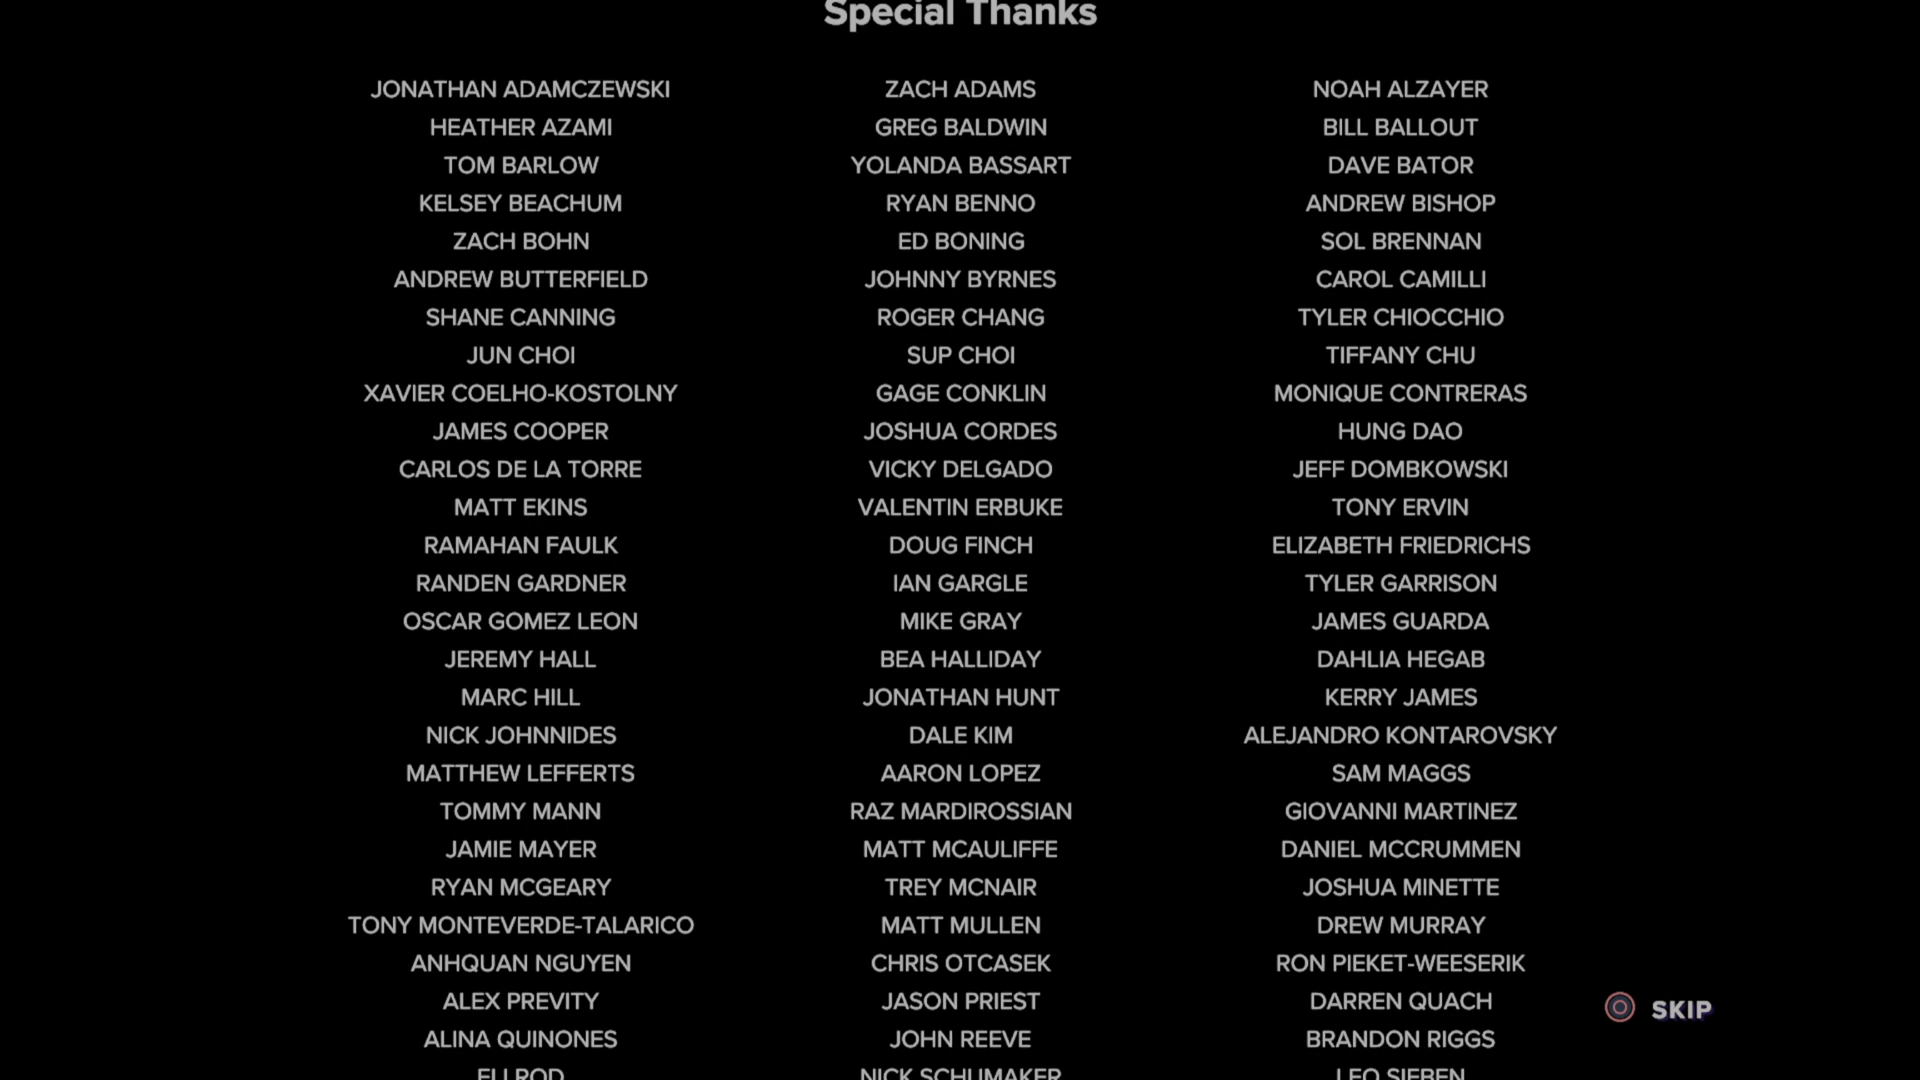 Special Thanks
JONATHAN ADAMCZEWSKI ZACH ADAMS NOAH ALZAYER
HEATHER AZAMI GREG BALDWIN BILL BALLOUT
TOM BARLOW YOLANDA BASSART DAVE BATOR
KELSEY BEACHUM RYAN BENNO ANDREW BISHOP
ZACH BOHN ED BONING SOL BRENNAN
ANDREW BUTTERFIELD JOHNNY BYRNES CAROL CAMILLI
SHANE CANNING ROGER CHANG TYLER CHIOCCHIO
JUN CHOI SUP CHOI TIFFANY CHU
XAVIER COELHO-KOSTOLNY GAGE CONKLIN MONIQUE CONTRERAS
JAMES COOPER JOSHUA CORDES HUNG DAO
CARLOS DE LA TORRE VICKY DELGADO JEFF DOMBKOWSKI
MATT EKINS VALENTIN ERBUKE TONY ERVIN
RAMAHAN FAULK DOUG FINCH ELIZABETH FRIEDRICHS
RANDEN GARDNER IAN GARGLE TYLER GARRISON
OSCAR GOMEZ LEON MIKE GRAY JAMES GUARDA
JEREMY HALL BEA HALLIDAY DAHLIA HEGAB
MARC HILL JONATHAN HUNT KERRY JAMES
NICK JOHNNIDES DALE KIM ALEJANDRO KONTAROVSKY
MATTHEW LEFFERTS AARON LOPEZ SAM MAGGS
TOMMY MANN RAZ MARDIROSSIAN GIOVANNI MARTINEZ
JAMIE MAYER MATT MCAULIFFE DANIEL MCCRUMMEN
RYAN MCGEARY TREY MCNAIR JOSHUA MINETTE
TONY MONTEVERDE-TALARICO MATT MULLEN DREW MURRAY
ANHQUAN NGUYEN CHRIS OTCASEK RON PIEKET-WEESERIK
ALEX PREVITY JASON PRIEST DARREN QUACH
SKIP
ALINA QUINONES JOHN REEVE BRANDON RIGGS
ELI ROD NICK SCHUMAKER LEO SIEBEN